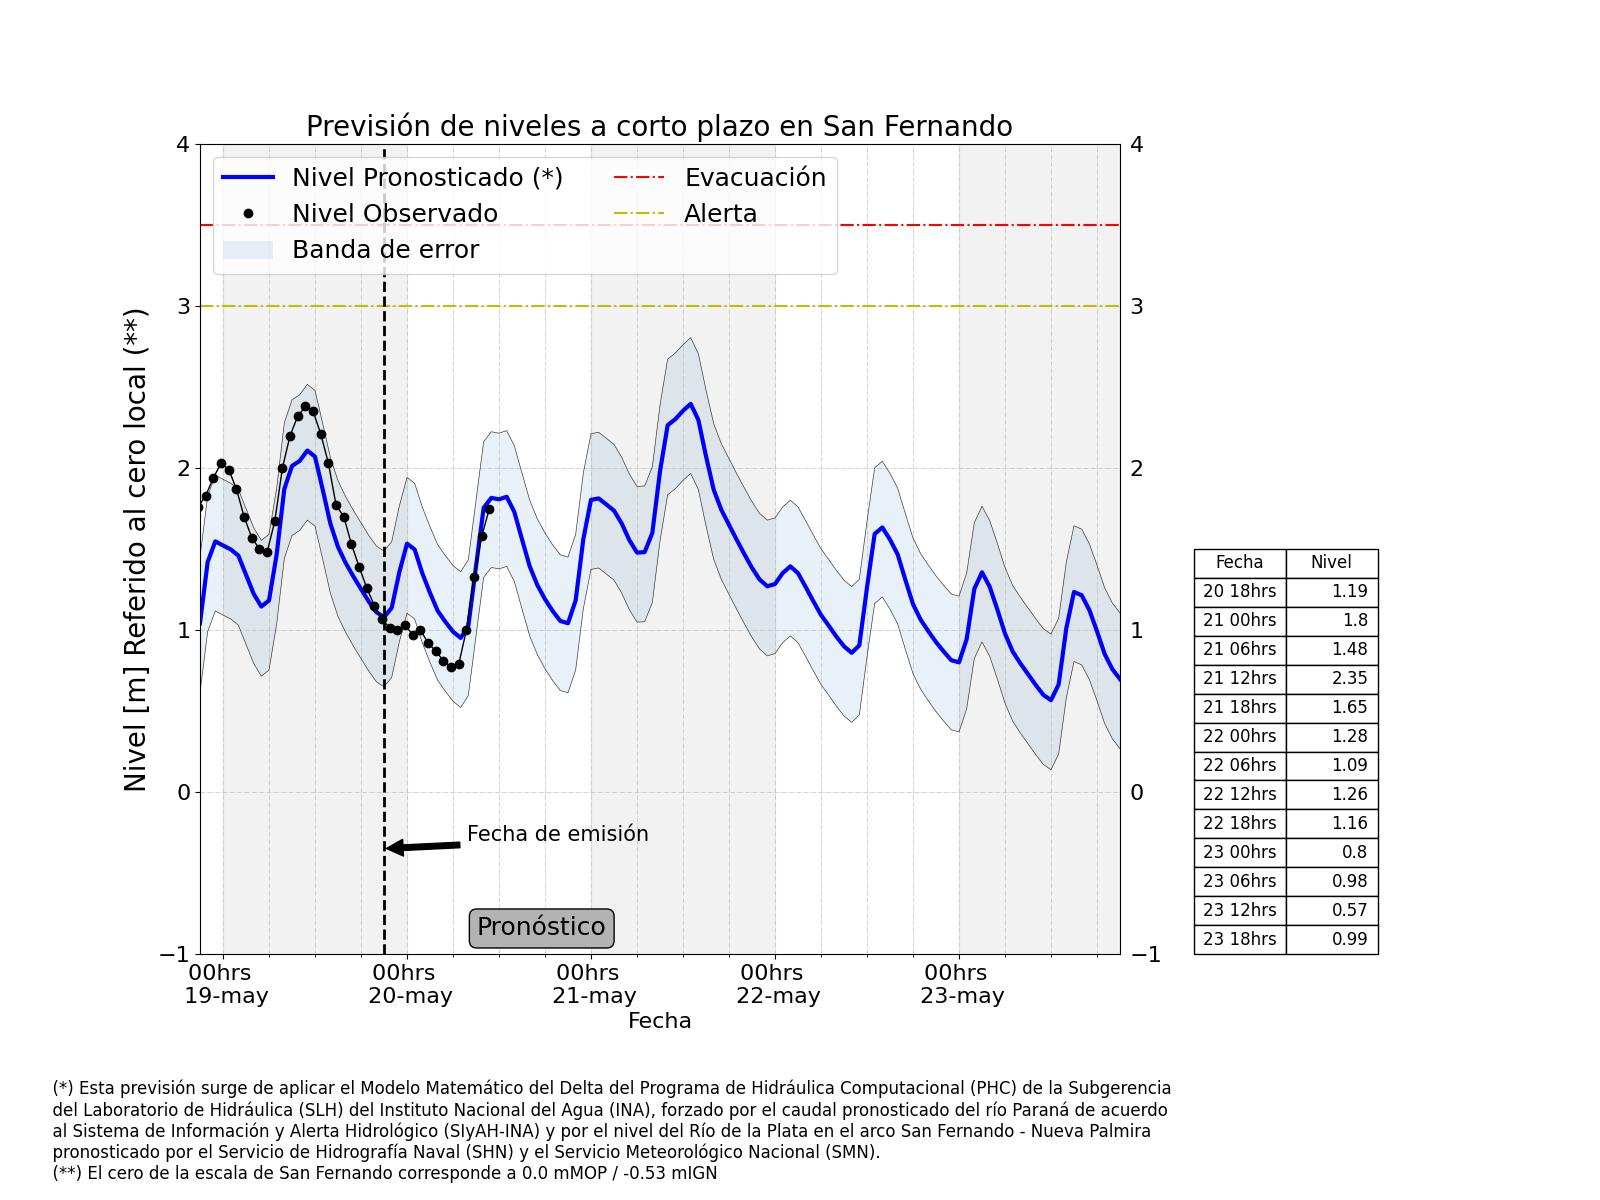 Previsión de niveles a corto plazo en San Fernando
Nivel Pronosticado (*)
Nivel Observado
Banda de error
Evacuación
Alerta
Nivel [m] Referido al cero local (**)
4
3
2
1
0
−1
4
3
2
1
0
−1
Fecha de emisión
Pronóstico
00hrs
19-may
00hrs
20-may
00hrs
21-may
00hrs
22-may
00hrs
23-may
Fecha
Fecha Nivel
20 18hrs 1.19
21 00hrs 1.8
21 06hrs 1.48
21 12hrs 2.35
21 18hrs 1.65
22 00hrs 1.28
22 06hrs 1.09
22 12hrs 1.26
22 18hrs 1.16
23 00hrs 0.8
23 06hrs 0.98
23 12hrs 0.57
23 18hrs 0.99
(*) Esta previsión surge de aplicar el Modelo Matemático del Delta del Programa de Hidráulica Computacional (PHC) de la Subgerencia
del Laboratorio de Hidráulica (SLH) del Instituto Nacional del Agua (INA), forzado por el caudal pronosticado del río Paraná de acuerdo
al Sistema de Información y Alerta Hidrológico (SIyAH-INA) y por el nivel del Río de la Plata en el arco San Fernando - Nueva Palmira
pronosticado por el Servicio de Hidrografía Naval (SHN) y el Servicio Meteorológico Nacional (SMN).
(**) El cero de la escala de San Fernando corresponde a 0.0 mMOP / -0.53 mIGN